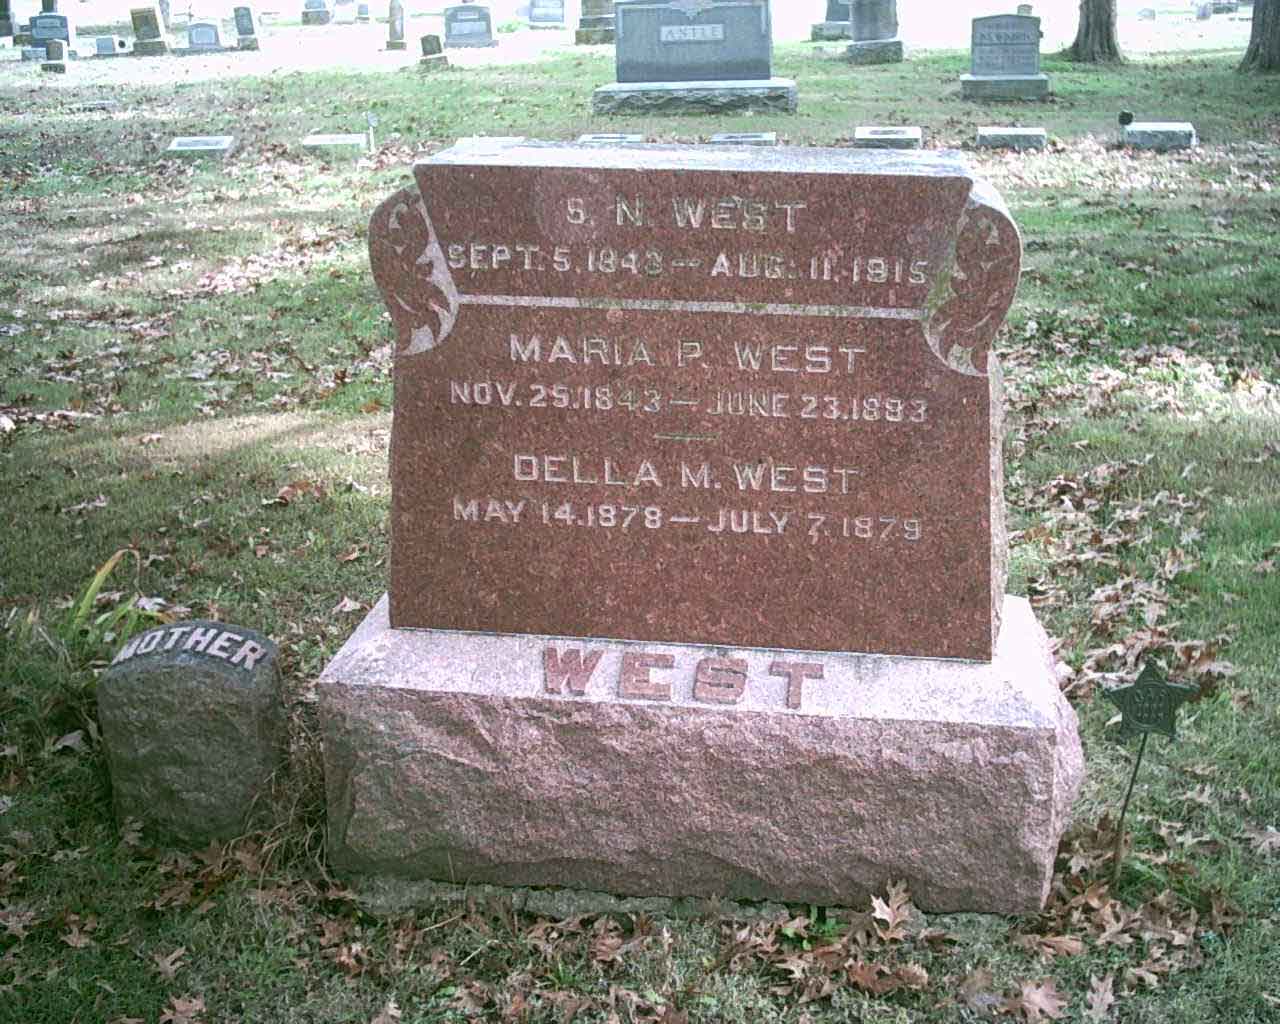 ANTLE
S. N. WEST
SEPT. 5. 1843 — AUG. 11. 1915
MARIA P. WEST
NOV. 25. 1843 — JUNE 23. 1883
DELLA M. WEST
MAY 14. 1878 — JULY 7. 1879
WEST
MOTHER